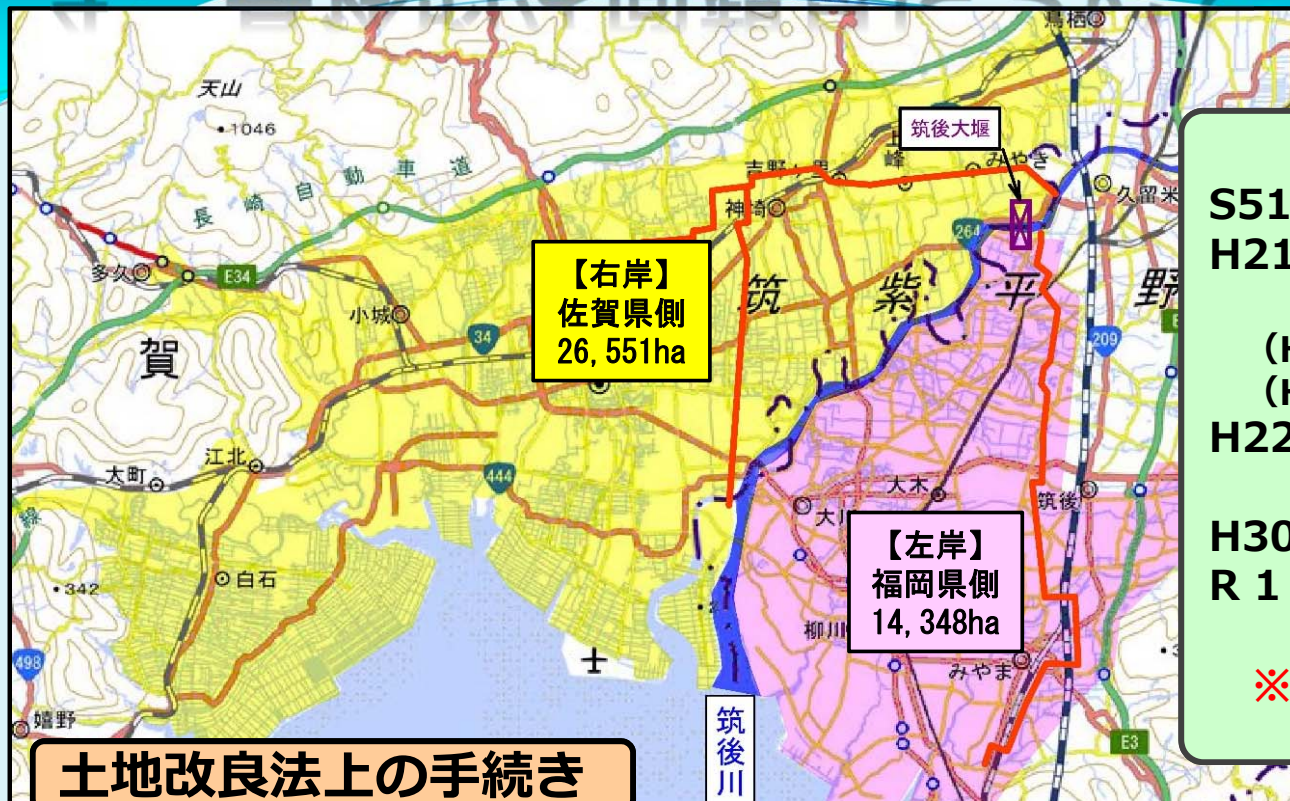 鳥栖
天山
・1046
長崎自動車道
筑後大堰
上峰
みやき
吉野ヶ里
久留米
神埼
264
S51
H21
多久
E34
【右岸】
佐賀県側
26,551ha
筑紫平野
小城
34
209
賀
(H
(H
H22
江北
大町
444
大木
筑後
大川
【左岸】
福岡県側
14,348ha
H30
R 1
白石
・342
柳川
みやま
498
※
嬉野
筑後川
E3
土地改良法上の手続き